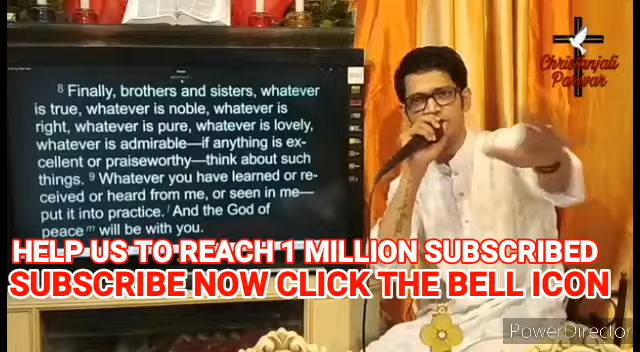 8 Finally, brothers and sisters, whatever
is true, whatever is noble, whatever is
right, whatever is pure, whatever is lovely,
whatever is admirable—if anything is ex-
cellent or praiseworthy—think about such
things. 9 Whatever you have learned or re-
ceived or heard from me, or seen in me—
put it into practice. And the God of
peace m will be with you.
Christanjali
Parivar
HELP US TO REACH 1 MILLION SUBSCRIBED
SUBSCRIBE NOW CLICK THE BELL ICON
PowerDirector